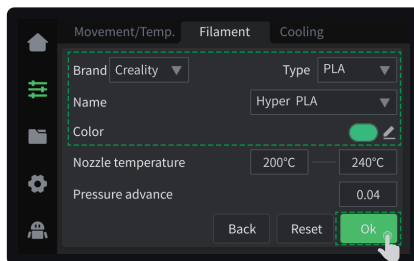 Movement/Temp. Filament Cooling
Brand Creality Type PLA
Name Hyper PLA
Color
Nozzle temperature 200°C 240°C
Pressure advance 0.04
Back Reset Ok